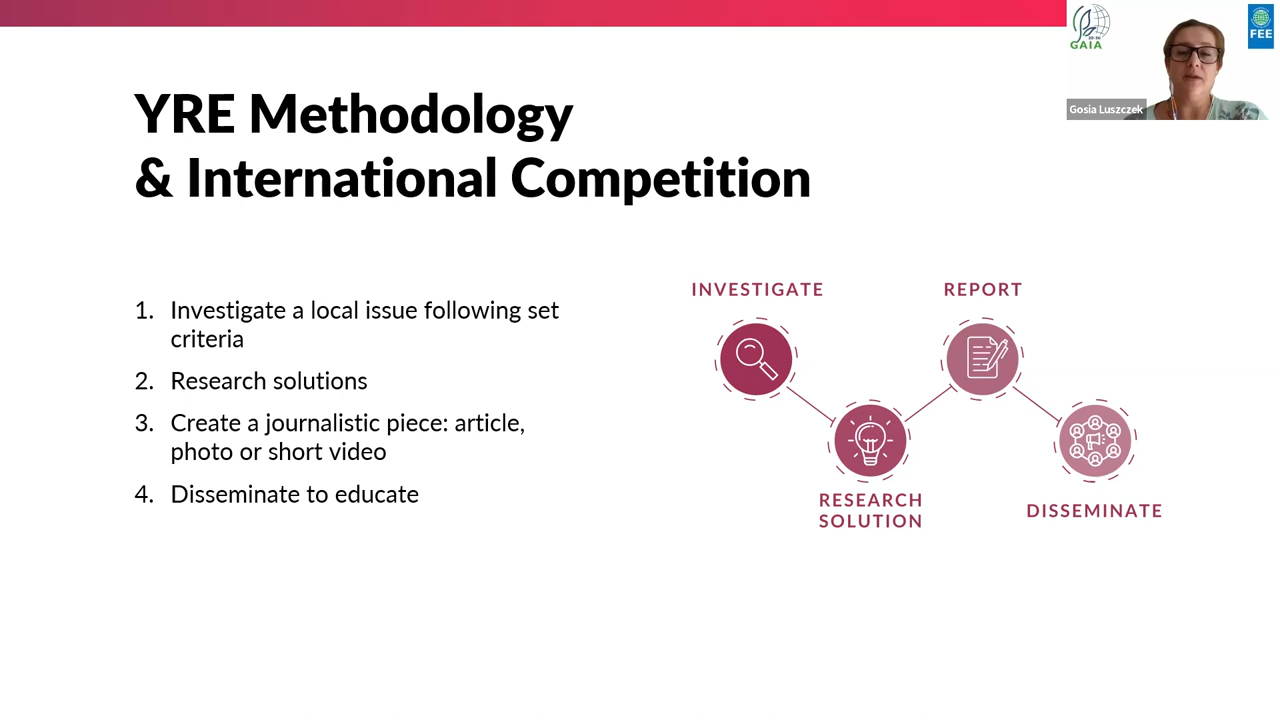 YRE Methodology
& International Competition
1. Investigate a local issue following set
criteria
2. Research solutions
3. Create a journalistic piece: article,
photo or short video
4. Disseminate to educate
INVESTIGATE
REPORT
RESEARCH
SOLUTION
DISSEMINATE
GAIA
FEE
Gosia Luszczek